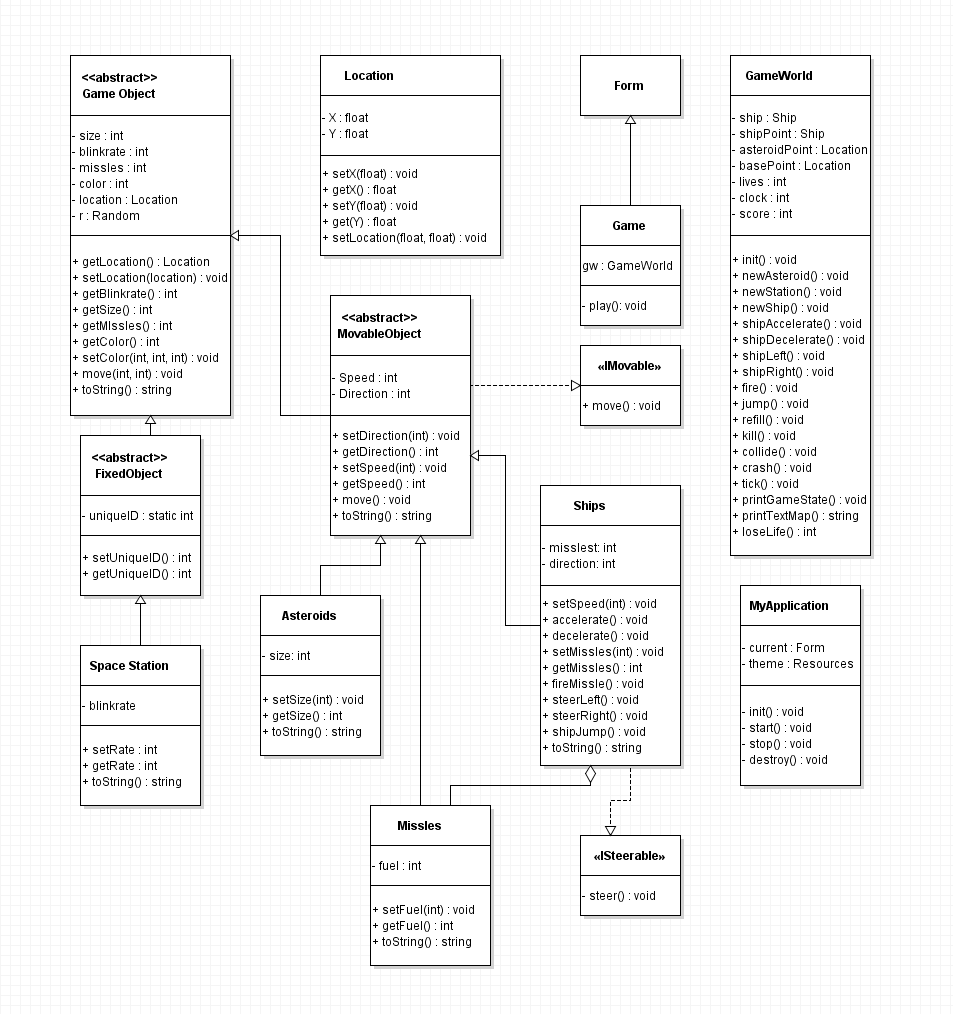 <<abstract>>
Game Object
- size : int
- blinkrate : int
- missles : int
- color : int
- location : Location
- r : Random
+ getLocation() : Location
+ setLocation(location) : void
+ getBlinkrate() : int
+ getSize() : int
+ getMIssles() : int
+ getColor() : int
+ setColor(int, int, int) : void
+ move(int, int) : void
+ toString() : string
<<abstract>>
FixedObject
- uniqueID : static int
+ setUniqueID() : int
+ getUniqueID() : int
Space Station
- blinkrate
+ setRate : int
+ getRate : int
+ toString() : string
Location
- X : float
- Y : float
+ setX(float) : void
+ getX() : float
+ setY(float) : void
+ get(Y) : float
+ setLocation(float, float) : void
<<abstract>>
MovableObject
- Speed : int
- Direction : int
+ setDirection(int) : void
+ getDirection() : int
+ setSpeed(int) : void
+ getSpeed() : int
+ move() : void
+ toString() : string
Asteroids
- size: int
+ setSize(int) : void
+ getSize() : int
+ toString() : string
Missles
- fuel : int
+ setFuel(int) : void
+ getFuel() : int
+ toString() : string
Form
Game
gw : GameWorld
- play(): void
«IMovable»
+ move() : void
Ships
- misslest: int
- direction: int
+ setSpeed(int) : void
+ accelerate() : void
+ decelerate() : void
+ setMissles(int) : void
+ getMissles() : int
+ fireMissle() : void
+ steerLeft() : void
+ steerRight() : void
+ shipJump() : void
+ toString() : string
«ISteerable»
- steer() : void
GameWorld
- ship : Ship
- shipPoint : Ship
- asteroidPoint : Location
- basePoint : Location
- lives : int
- clock : int
- score : int
+ init() : void
+ newAsteroid() : void
+ newStation() : void
+ newShip() : void
+ shipAccelerate() : void
+ shipDecelerate() : void
+ shipLeft() : void
+ shipRight() : void
+ fire() : void
+ jump() : void
+ refill() : void
+ kill() : void
+ collide() : void
+ crash() : void
+ tick() : void
+ printGameState() : void
+ printTextMap() : string
+ loseLife() : int
MyApplication
- current : Form
- theme : Resources
- init() : void
- start() : void
- stop() : void
- destroy() : void